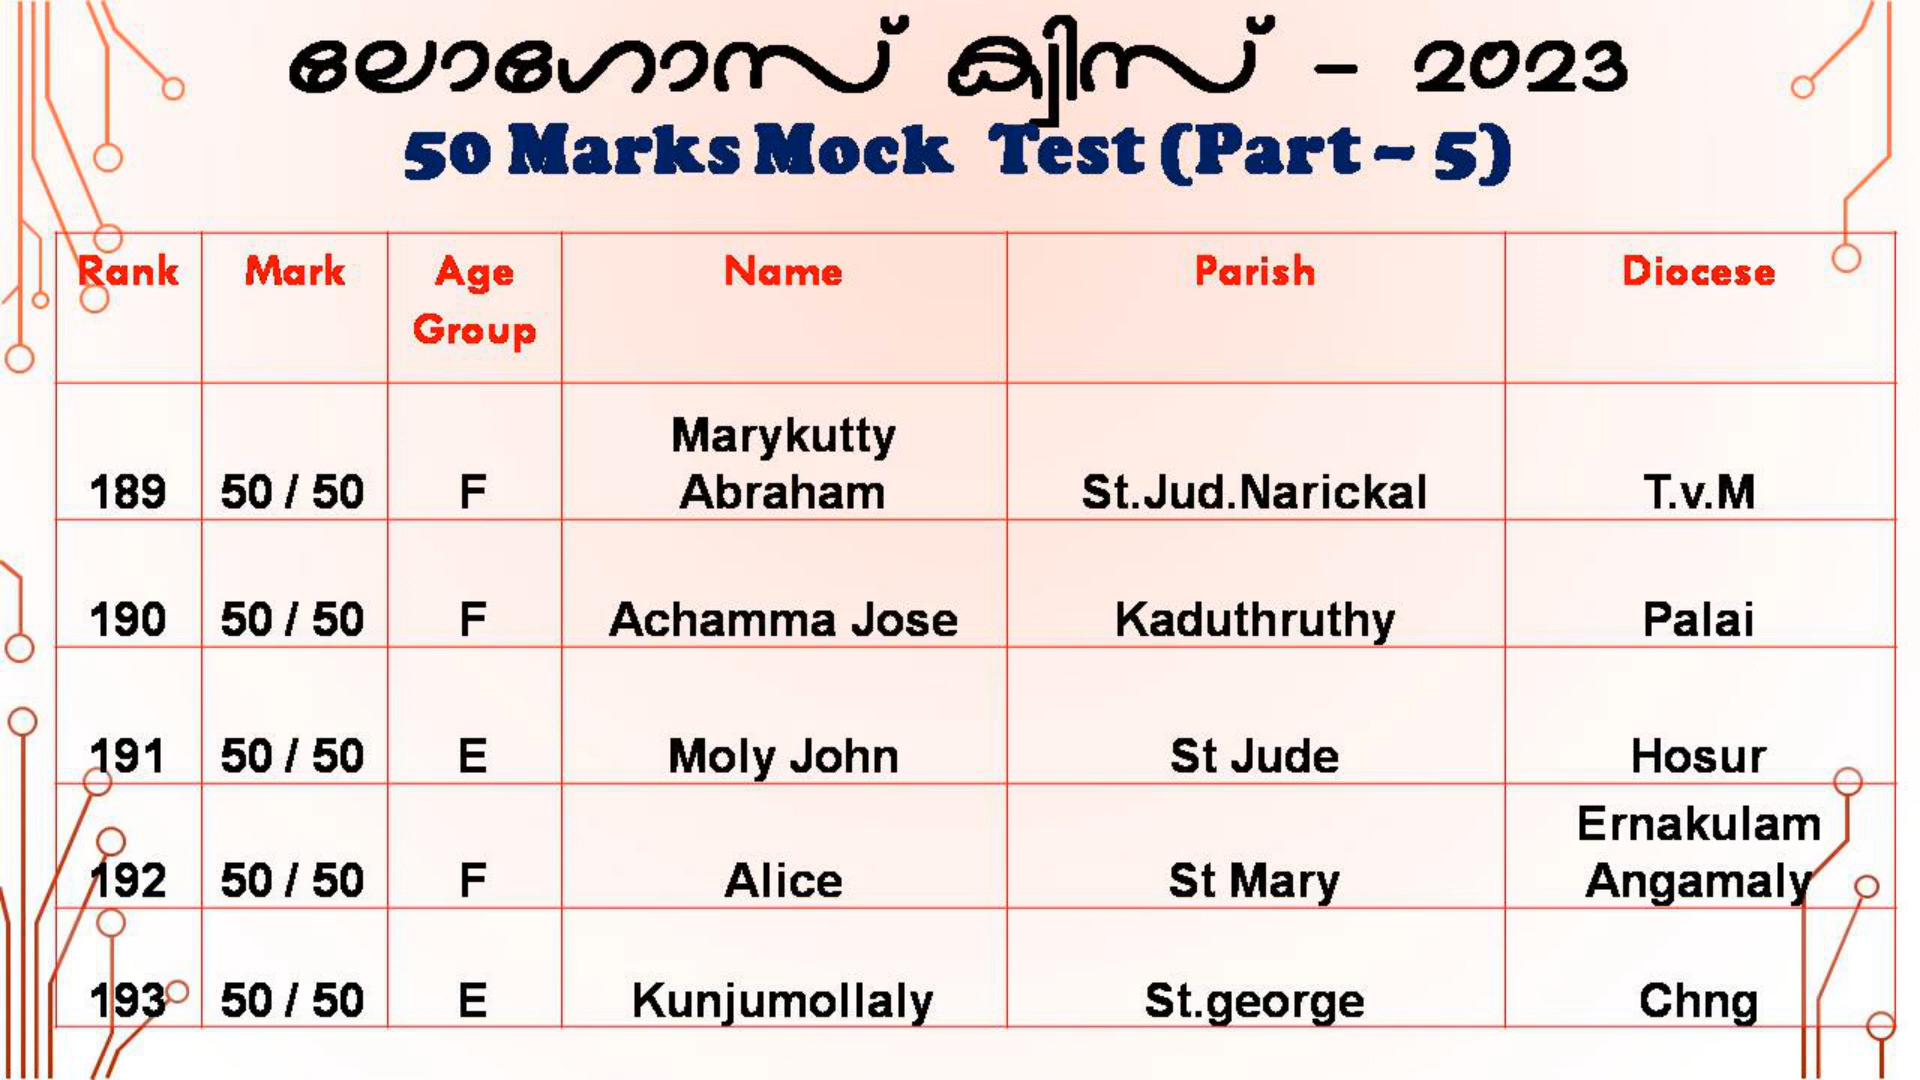 ലോഗോസ് ക്വിസ് - 2023
50 Marks Mock Test (Part - 5)
Rank Mark Age Group Name Parish Diocese
189 50 / 50 F Marykutty Abraham St.Jud.Narickal T.v.M
190 50 / 50 F Achamma Jose Kaduthruthy Palai
191 50 / 50 E Moly John St Jude Hosur
192 50 / 50 F Alice St Mary Ernakulam Angamaly
193 50 / 50 E Kunjumollaly St.george Chng